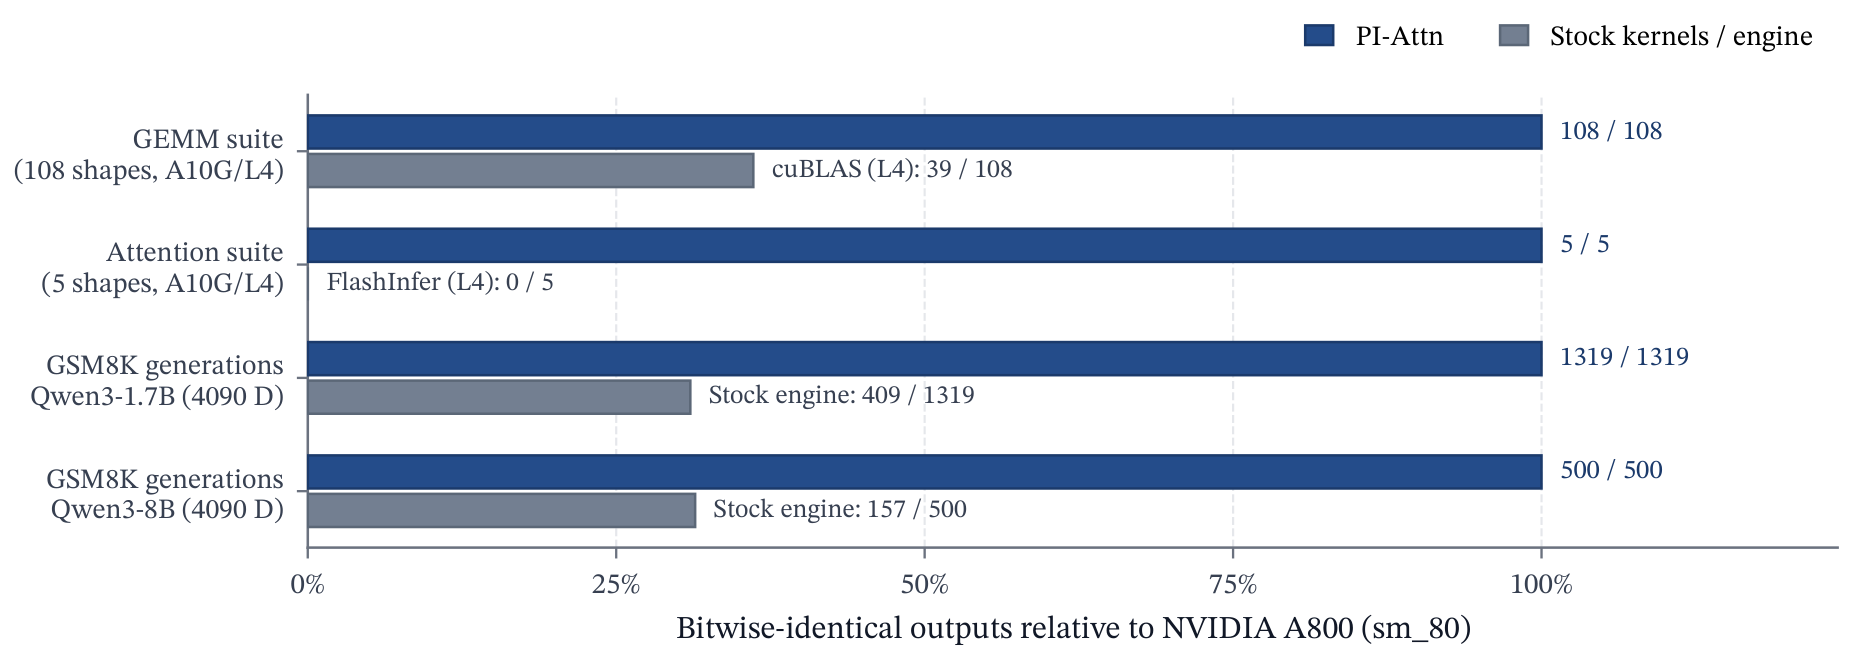 PI-Attn
Stock kernels / engine
GEMM suite
(108 shapes, A10G/L4)
108 / 108
cuBLAS (L4): 39 / 108
Attention suite
(5 shapes, A10G/L4)
5 / 5
FlashInfer (L4): 0 / 5
GSM8K generations
Qwen3-1.7B (4090 D)
1319 / 1319
Stock engine: 409 / 1319
GSM8K generations
Qwen3-8B (4090 D)
500 / 500
Stock engine: 157 / 500
0%
25%
50%
75%
100%
Bitwise-identical outputs relative to NVIDIA A800 (sm_80)